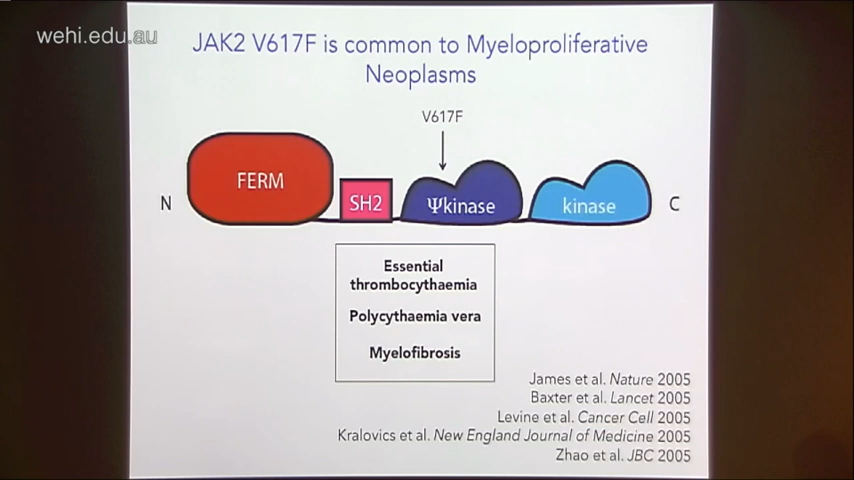 wehi.edu.au
JAK2 V617F is common to Myeloproliferative
Neoplasms
V617F
N
FERM
SH2
Ψkinase
kinase
C
Essential
thrombocythaemia
Polycythaemia vera
Myelofibrosis
James et al. Nature 2005
Baxter et al. Lancet 2005
Levine et al. Cancer Cell 2005
Kralovics et al. New England Journal of Medicine 2005
Zhao et al. JBC 2005